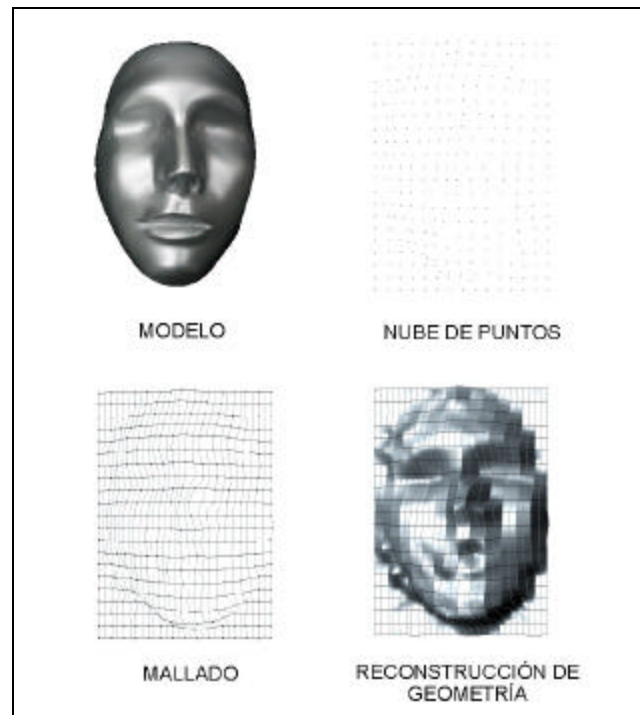 MODELO
NUBE DE PUNTOS
MALLADO
RECONSTRUCCIÓN DE
GEOMETRÍA